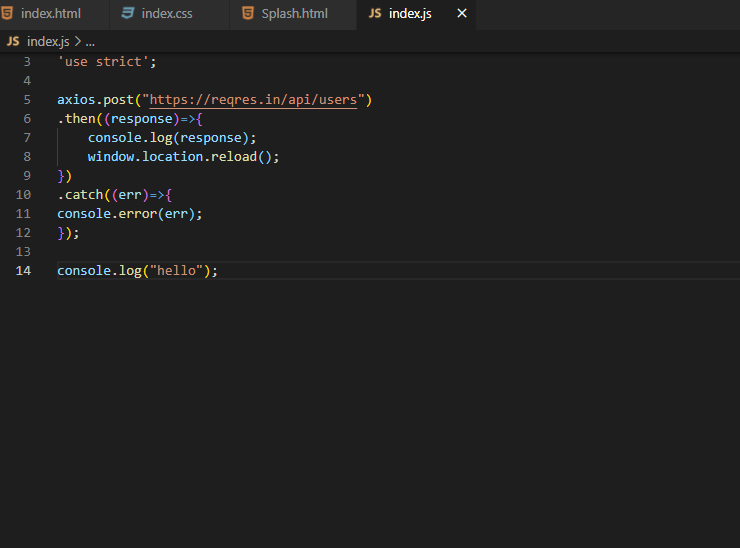 index.html index.css Splash.html JS index.js ×
JS index.js > ...
3 'use strict';
4
5 axios.post("https://reqres.in/api/users")
6 .then((response)=>{
7 console.log(response);
8 window.location.reload();
9 })
10 .catch((err)=>{
11 console.error(err);
12 });
13
14 console.log("hello");